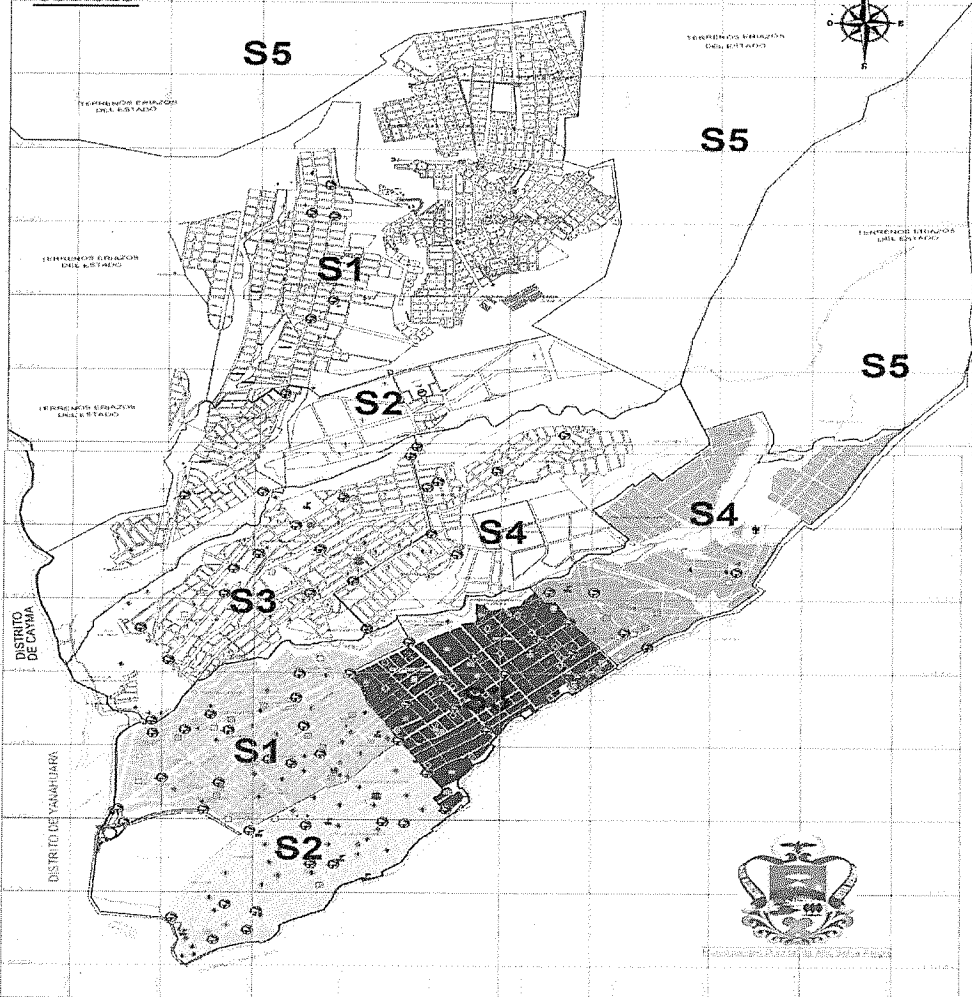 S5
TERRENOS ERIAZOS
DEL ESTADO
O
E
S
TERRENOS ERIAZOS
DEL ESTADO
S5
TERRENOS ERIAZOS
DEL ESTADO
TERRENOS ERIAZOS
DEL ESTADO
S1
S5
S2
TERRENOS ERIAZOS
DEL ESTADO
S4
S4
S3
DISTRITO
DE CAYMA
S1
DISTRITO DE YANAHUARA
S2